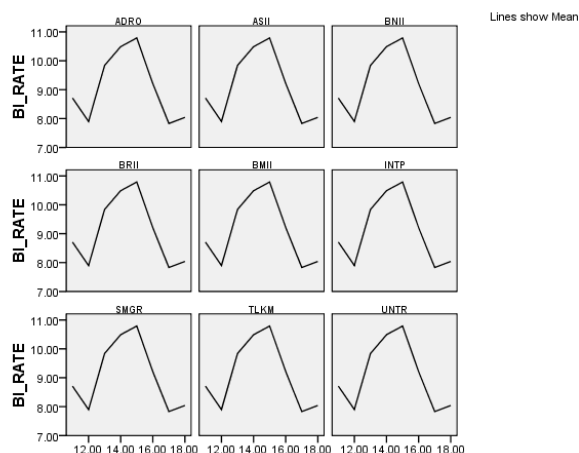 Lines show Mean
ADRO ASII BNII
11.00
10.00
9.00
8.00
7.00
BI_RATE
BRII BMII INTP
11.00
10.00
9.00
8.00
7.00
BI_RATE
SMGR TLKM UNTR
11.00
10.00
9.00
8.00
7.00
BI_RATE
12.00 14.00 16.00 18.00 12.00 14.00 16.00 18.00 12.00 14.00 16.00 18.00